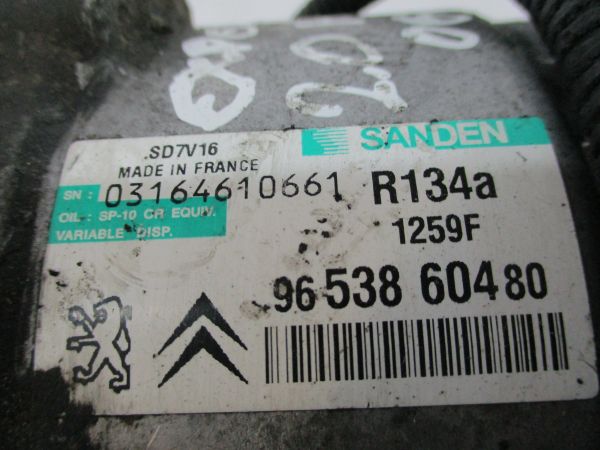 SANDEN
SD7V16
MADE IN FRANCE
SN: 03164610661 R134a
OIL: SP-10 OR EQUIV.
VARIABLE DISP.
1259F
96 538 604 80